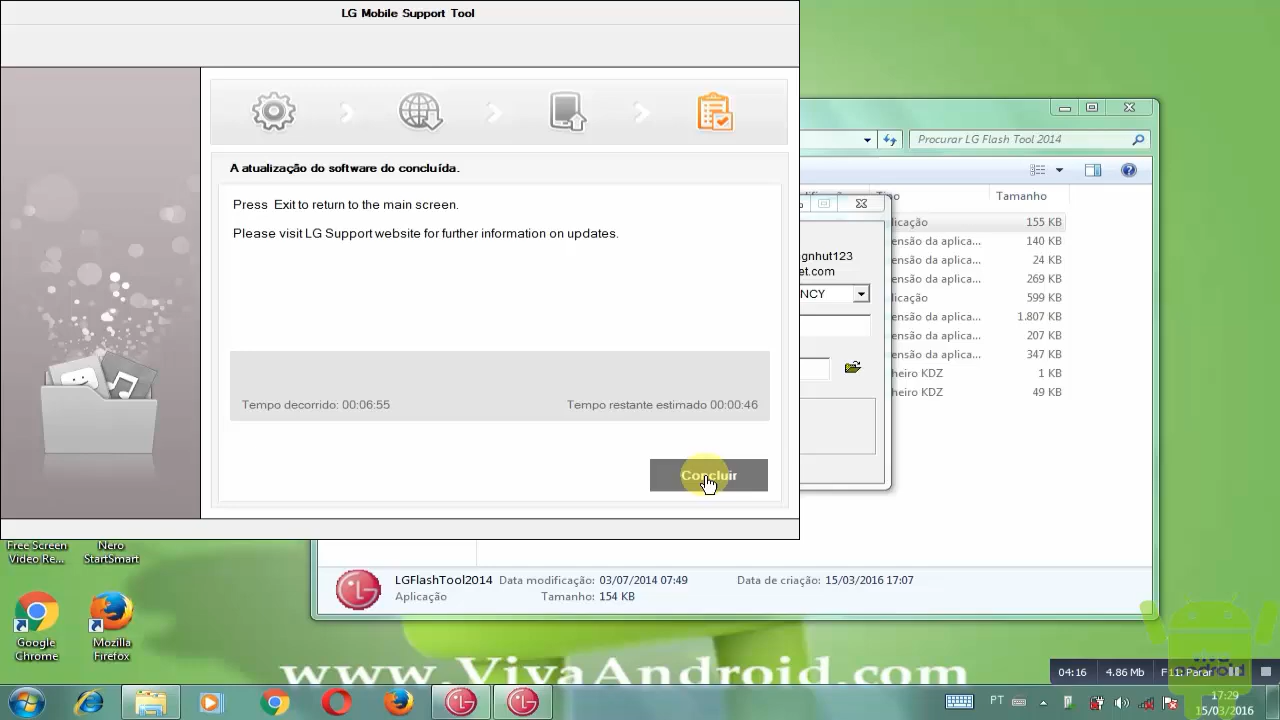 LG Mobile Support Tool
A atualização do software do concluída.
Press Exit to return to the main screen.
Please visit LG Support website for further information on updates.
Tempo decorrido: 00:06:55
Tempo restante estimado 00:00:46
Concluir
Procurar LG Flash Tool 2014
Tamanho
licação 155 KB
ensão da aplica... 140 KB
ensão da aplica... 24 KB
ensão da aplica... 269 KB
licação 599 KB
ensão da aplica... 1.807 KB
ensão da aplica... 207 KB
ensão da aplica... 347 KB
heiro KDZ 1 KB
heiro KDZ 49 KB
gnhut123
et.com
NCY
LGFlashTool2014 Data modificação: 03/07/2014 07:49 Data de criação: 15/03/2016 17:07
Aplicação Tamanho: 154 KB
Free Screen
Video Re...
Nero
StartSmart
Google
Chrome
Mozilla
Firefox
www.VivaAndroid.com
04:16 4.86 Mb F11: Parar
viva
android
PT
17:29
15/03/2016